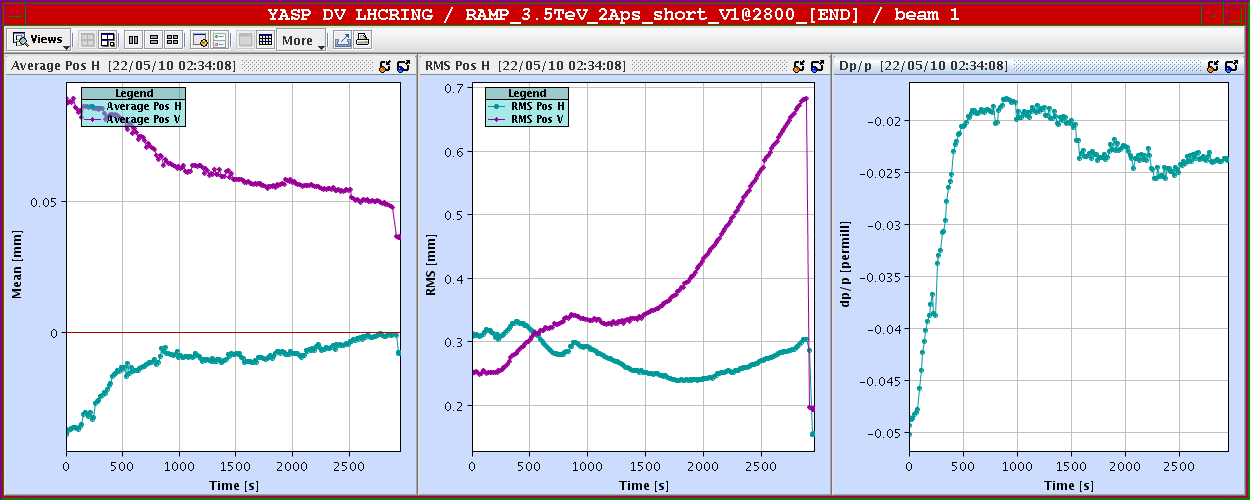 YASP DV LHCRING / RAMP_3.5TeV_2Aps_short_V1@2800_[END] / beam 1
Views
More
Average Pos H [22/05/10 02:34:08]
Legend
Average Pos H
Average Pos V
0.05
0
Mean [mm]
0 500 1000 1500 2000 2500
Time [s]
RMS Pos H [22/05/10 02:34:08]
Legend
RMS Pos H
RMS Pos V
0.7
0.6
0.5
0.4
0.3
0.2
RMS [mm]
0 500 1000 1500 2000 2500
Time [s]
Dp/p [22/05/10 02:34:08]
-0.02
-0.025
-0.03
-0.035
-0.04
-0.045
-0.05
dp/p [permill]
0 500 1000 1500 2000 2500
Time [s]